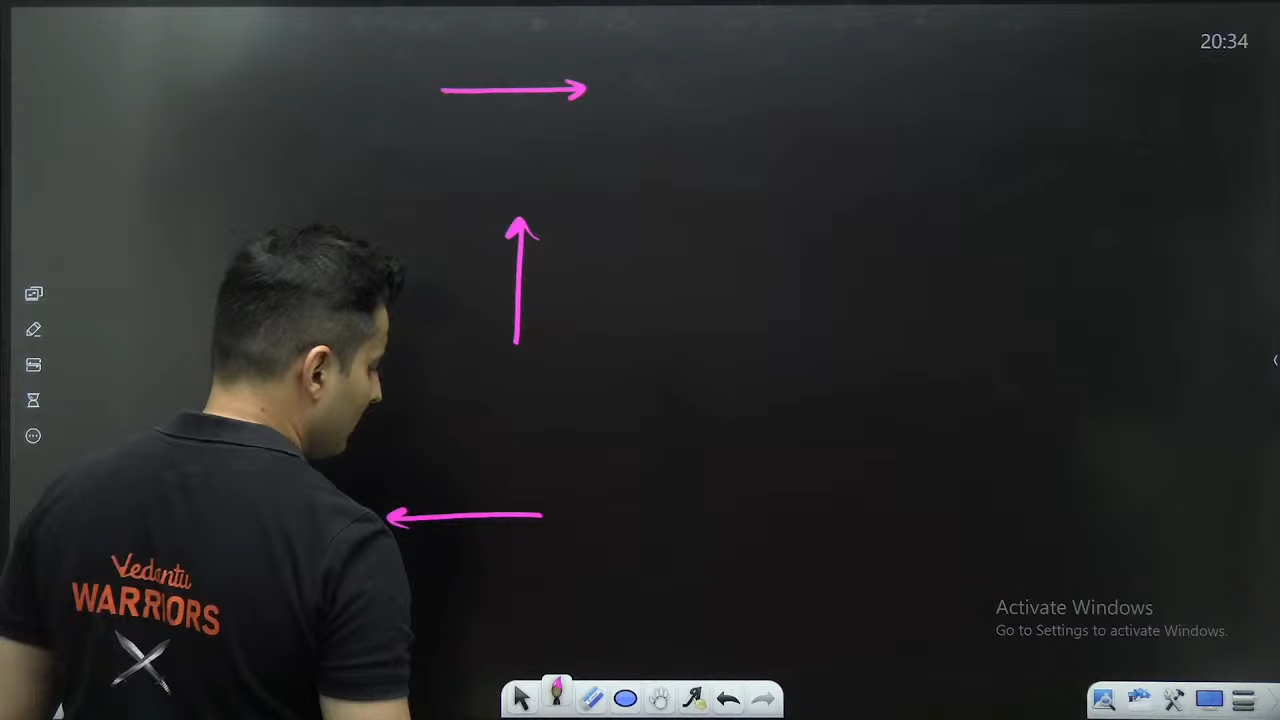 20:34
Vedantu
WARRIORS
Activate Windows
Go to Settings to activate Windows.